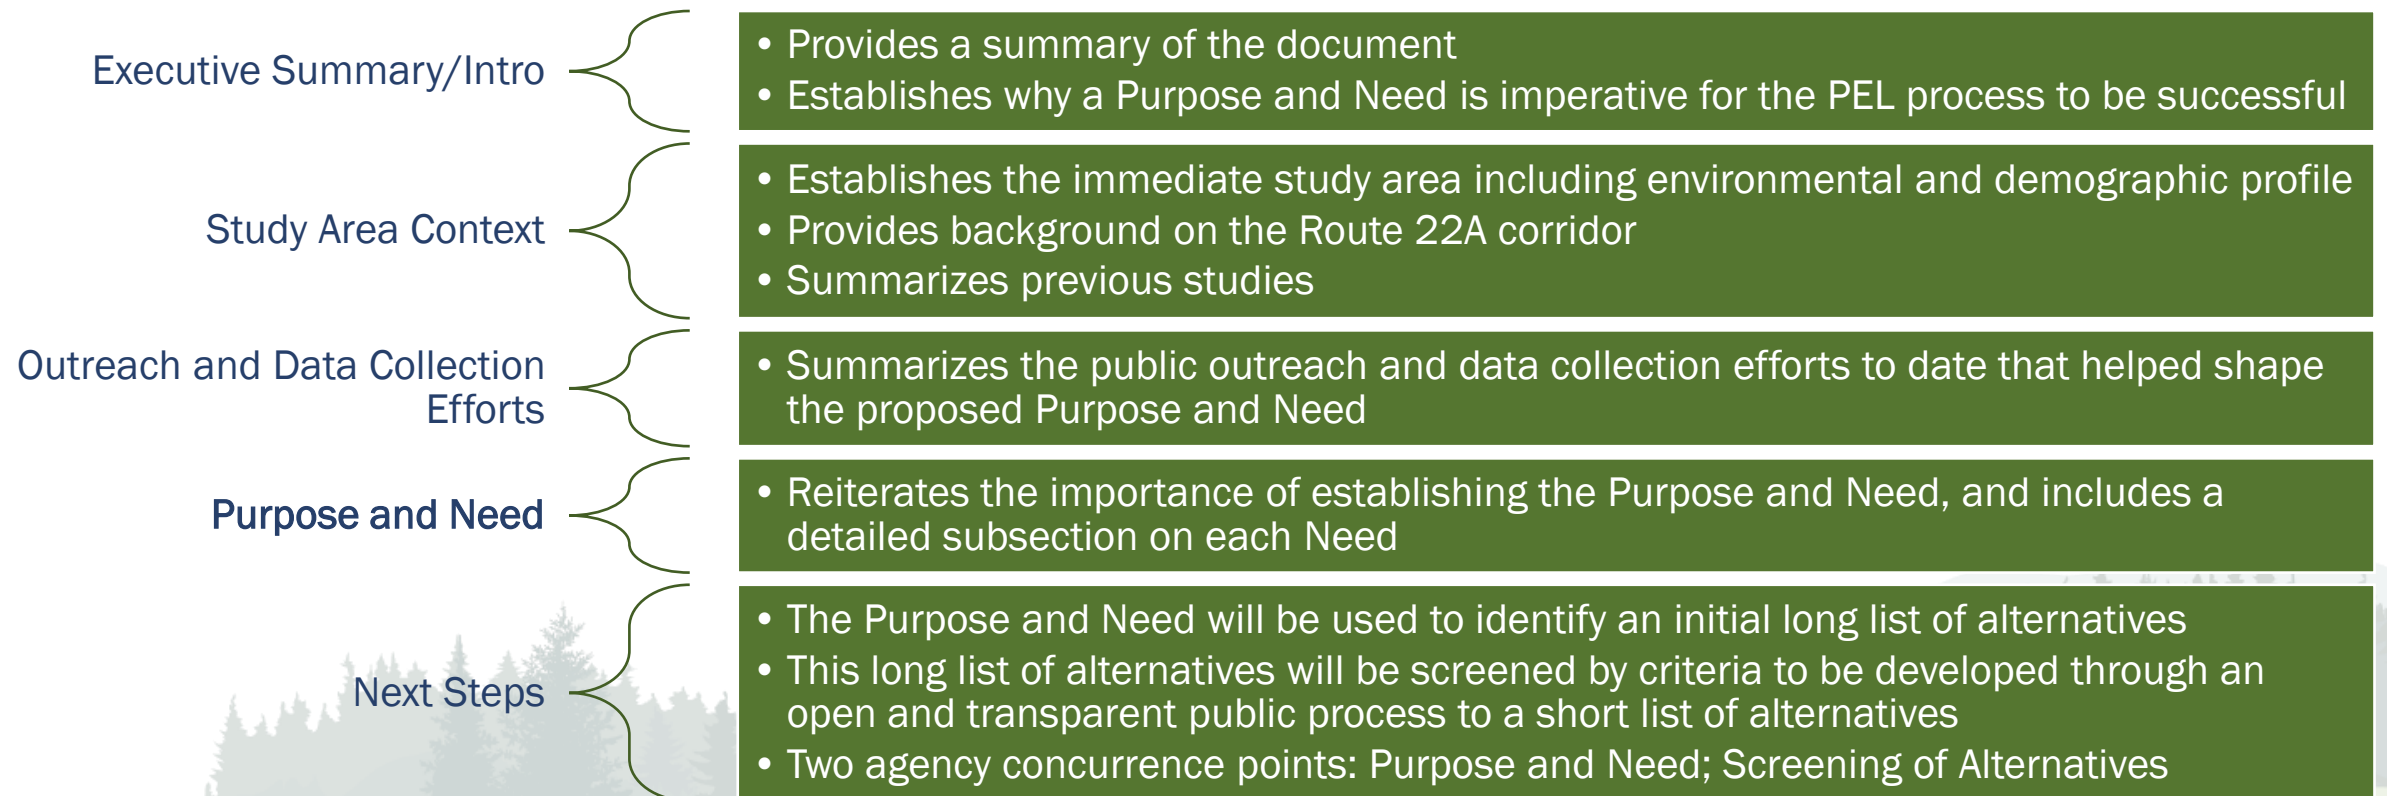 Executive Summary/Intro
• Provides a summary of the document
• Establishes why a Purpose and Need is imperative for the PEL process to be successful
Study Area Context
• Establishes the immediate study area including environmental and demographic profile
• Provides background on the Route 22A corridor
• Summarizes previous studies
Outreach and Data Collection
Efforts
• Summarizes the public outreach and data collection efforts to date that helped shape
the proposed Purpose and Need
Purpose and Need
• Reiterates the importance of establishing the Purpose and Need, and includes a
detailed subsection on each Need
Next Steps
• The Purpose and Need will be used to identify an initial long list of alternatives
• This long list of alternatives will be screened by criteria to be developed through an
open and transparent public process to a short list of alternatives
• Two agency concurrence points: Purpose and Need; Screening of Alternatives